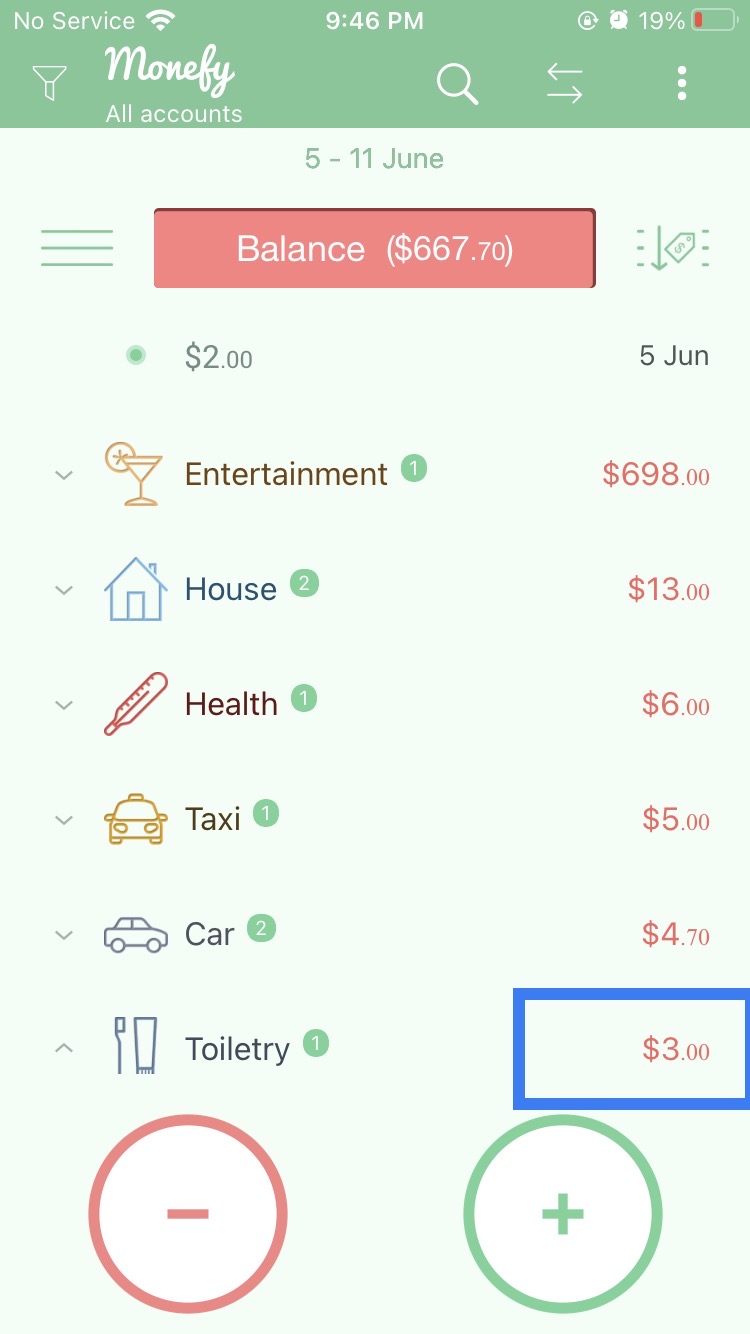 No Service 9:46 PM 19%
Monefy
All accounts
5 - 11 June
Balance ($667.70)
$2.00 5 Jun
Entertainment 1 $698.00
House 2 $13.00
Health 1 $6.00
Taxi 1 $5.00
Car 2 $4.70
Toiletry 1 $3.00